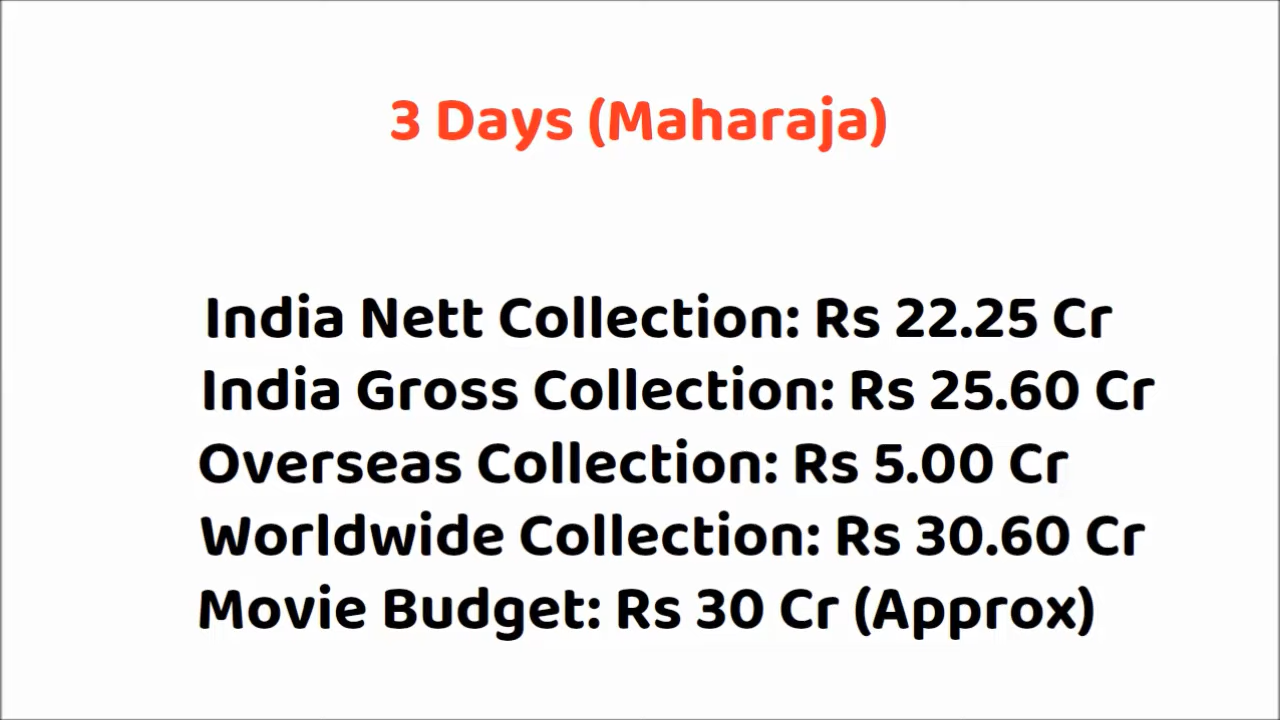 3 Days (Maharaja)
India Nett Collection: Rs 22.25 Cr
India Gross Collection: Rs 25.60 Cr
Overseas Collection: Rs 5.00 Cr
Worldwide Collection: Rs 30.60 Cr
Movie Budget: Rs 30 Cr (Approx)